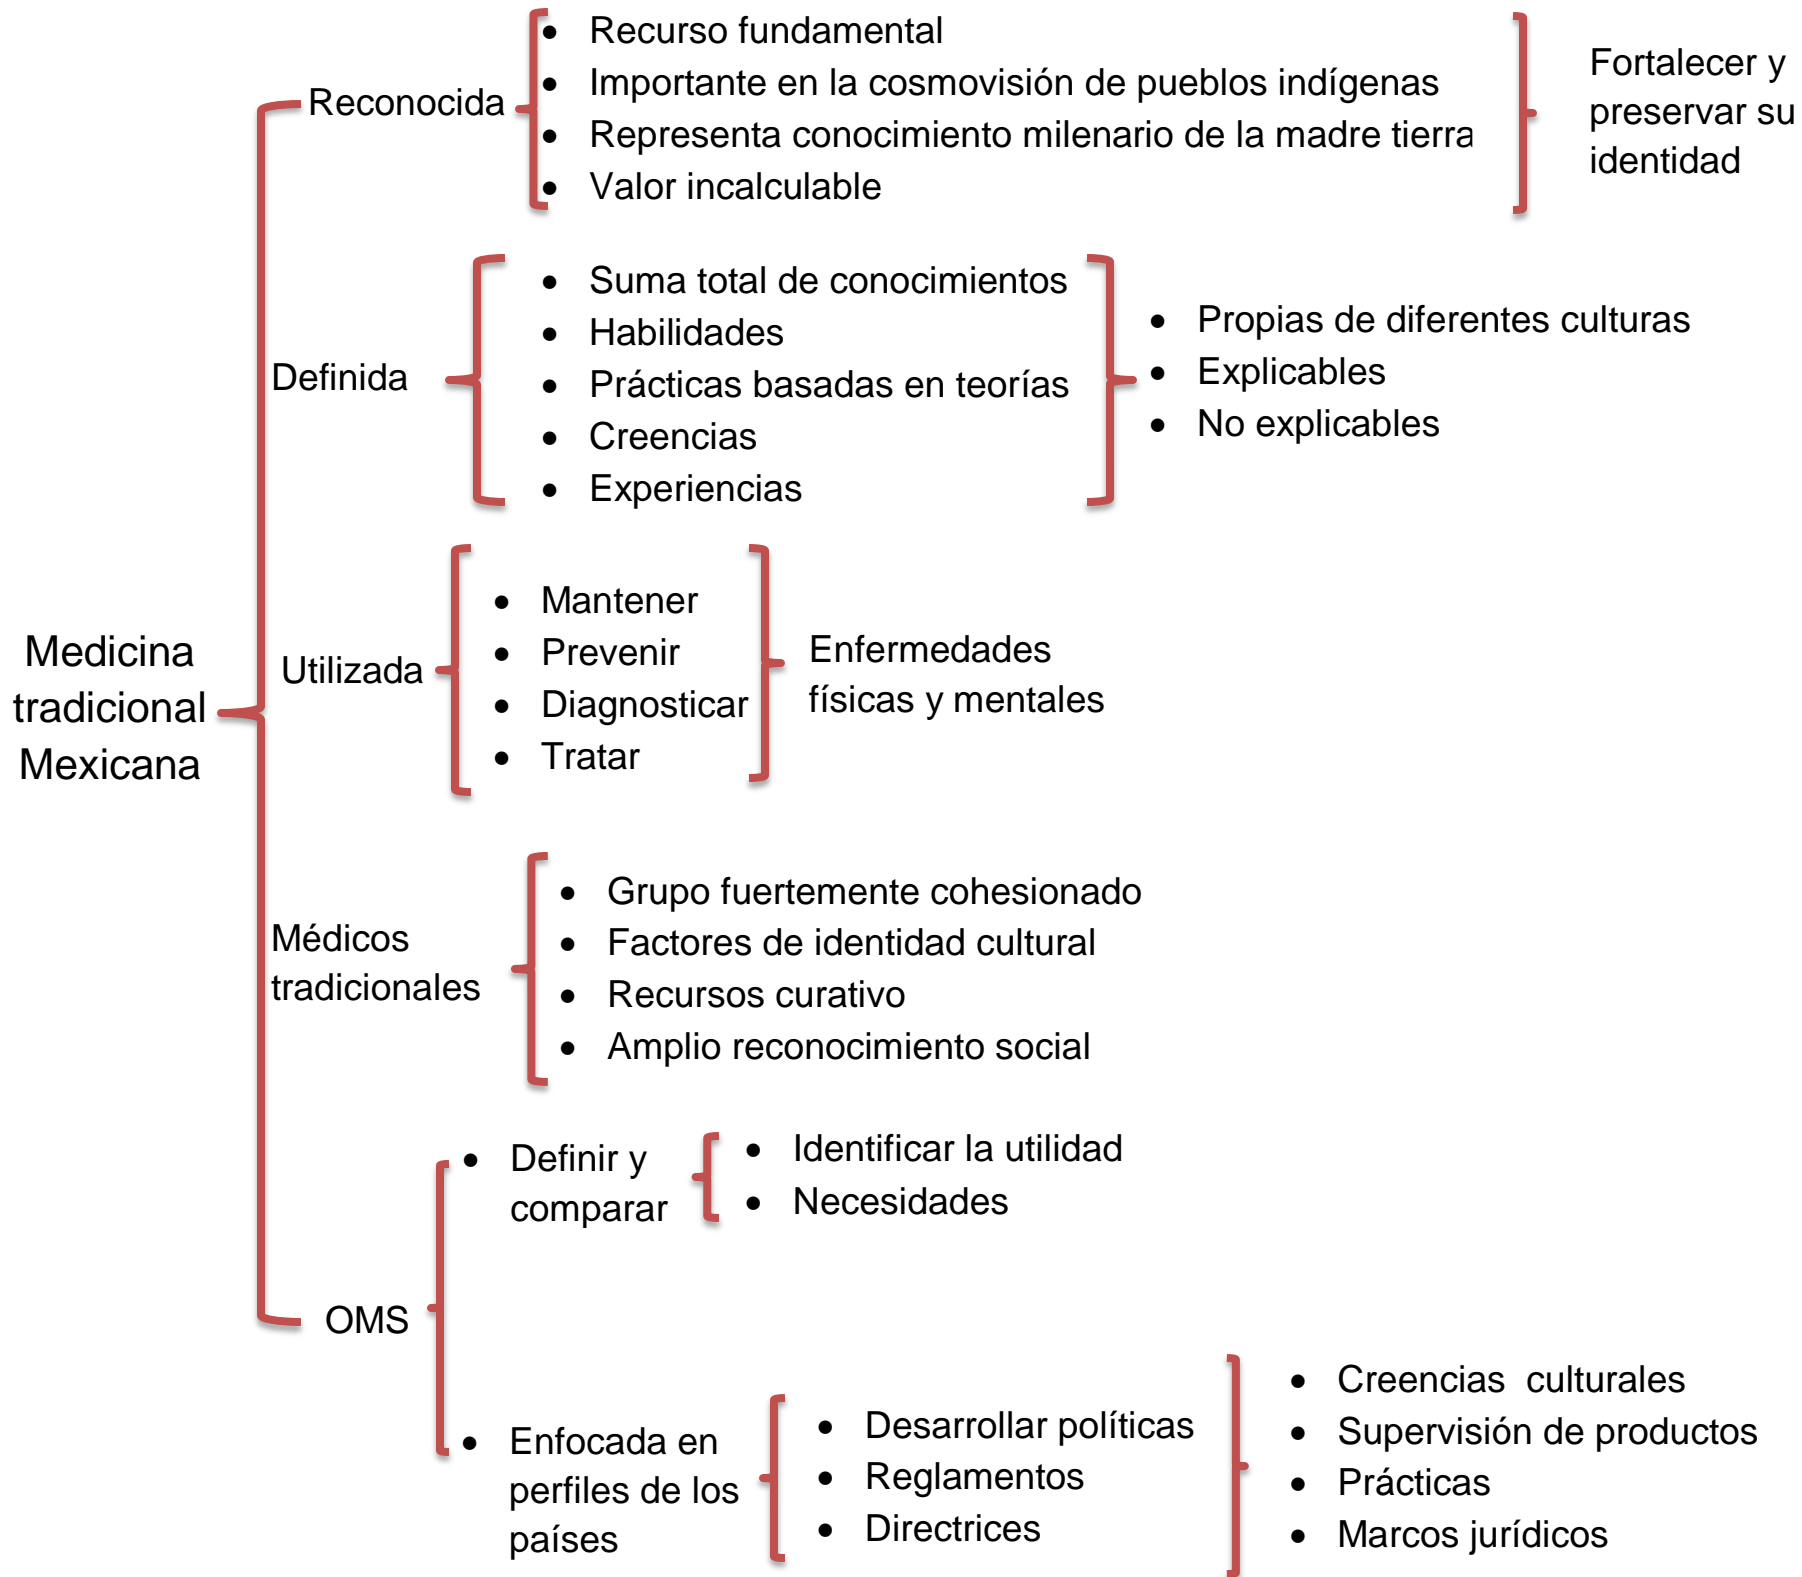 Medicina
tradicional
Mexicana
Reconocida
• Recurso fundamental
• Importante en la cosmovisión de pueblos indígenas
• Representa conocimiento milenario de la madre tierra
• Valor incalculable
Fortalecer y
preservar su
identidad
Definida
• Suma total de conocimientos
• Habilidades
• Prácticas basadas en teorías
• Creencias
• Experiencias
• Propias de diferentes culturas
• Explicables
• No explicables
Utilizada
• Mantener
• Prevenir
• Diagnosticar
• Tratar
Enfermedades
físicas y mentales
Médicos
tradicionales
• Grupo fuertemente cohesionado
• Factores de identidad cultural
• Recursos curativo
• Amplio reconocimiento social
OMS
• Definir y
comparar
• Identificar la utilidad
• Necesidades
• Enfocada en
perfiles de los
países
• Desarrollar políticas
• Reglamentos
• Directrices
• Creencias  culturales
• Supervisión de productos
• Prácticas
• Marcos jurídicos